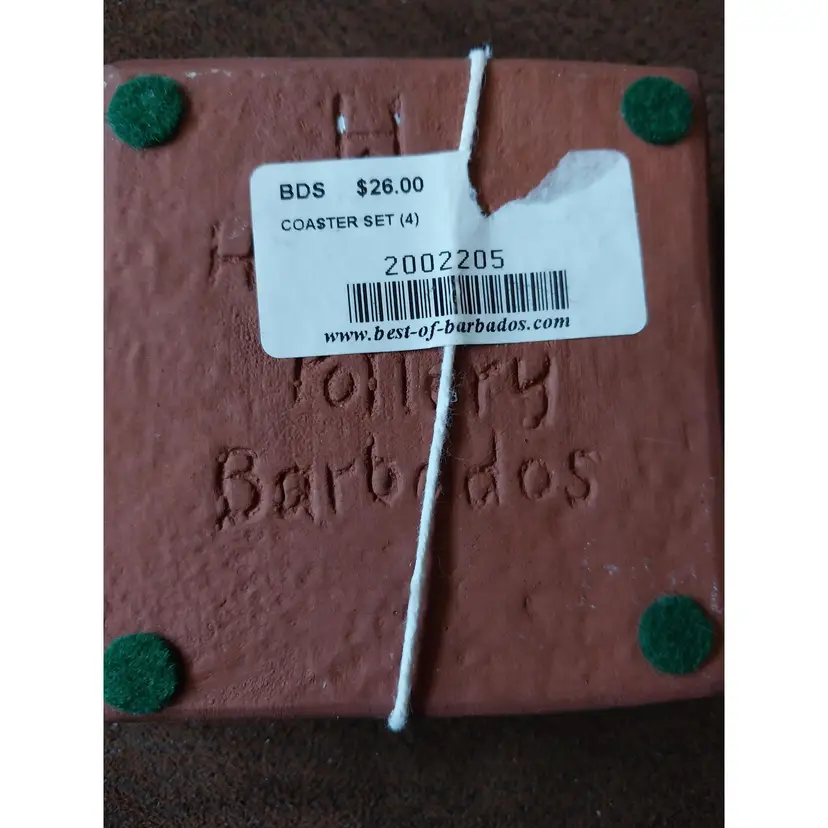 H
BDS $26.00
COASTER SET (4)
2002205
www.best-of-barbados.com
Pottery
Barbados